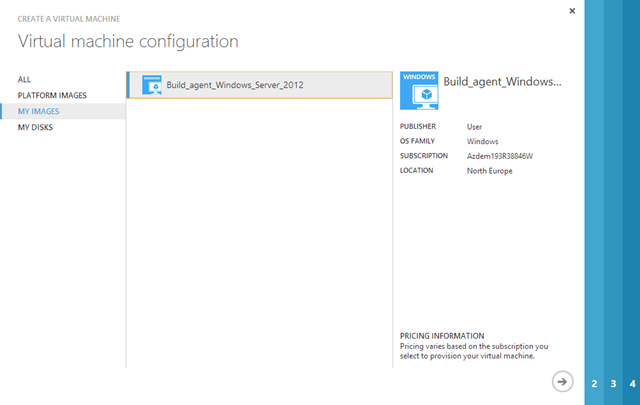 CREATE A VIRTUAL MACHINE
Virtual machine configuration
ALL
PLATFORM IMAGES
MY IMAGES
MY DISKS
Build_agent_Windows_Server_2012
WINDOWS
Build_agent_Windows...
PUBLISHER User
OS FAMILY Windows
SUBSCRIPTION Azdem193R38846W
LOCATION North Europe
PRICING INFORMATION
Pricing varies based on the subscription you
select to provision your virtual machine.
2 3 4